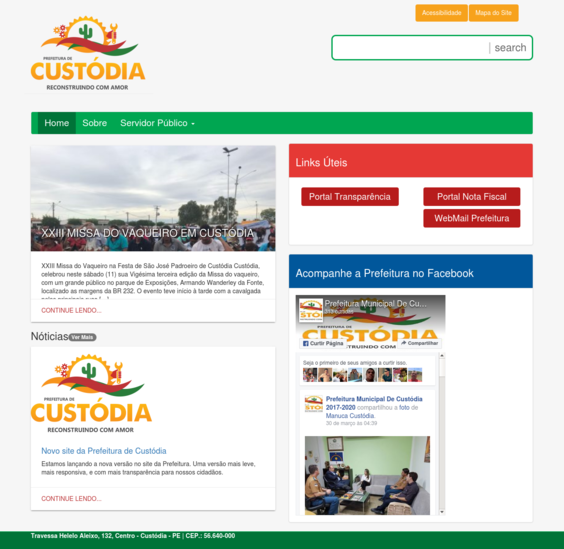 Acessibilidade
Mapa do Site
PREFEITURA DE
CUSTÓDIA
RECONSTRUINDO COM AMOR
search
Home
Sobre
Servidor Público
XXIII MISSA DO VAQUEIRO EM CUSTÓDIA
XXIII Missa do Vaqueiro na Festa de São José Padroeiro de Custódia Custódia,
celebrou neste sábado (11) sua Vigésima terceira edição da Missa do vaqueiro,
com um grande público no parque de Exposições, Armando Wanderley da Fonte,
localizado as margens da BR 232. O evento teve início à tarde com a cavalgada
CONTINUE LENDO...
Nóticias Ver Mais
PREFEITURA DE
CUSTÓDIA
RECONSTRUINDO COM AMOR
Novo site da Prefeitura de Custódia
Estamos lançando a nova versão no site da Prefeitura. Uma versão mais leve,
mais responsiva, e com mais transparência para nossos cidadãos.
CONTINUE LENDO...
Links Úteis
Portal Transparência
Portal Nota Fiscal
WebMail Prefeitura
Acompanhe a Prefeitura no Facebook
Prefeitura Municipal De Cu...
Curtir Página
Compartilhar
Seja o primeiro de seus amigos a curtir isso.
Prefeitura Municipal De Custódia
2017-2020 compartilhou a foto de
Manuca Custódia.
30 de março às 04:39
Travessa Helelo Aleixo, 132, Centro - Custódia - PE | CEP.: 56.640-000